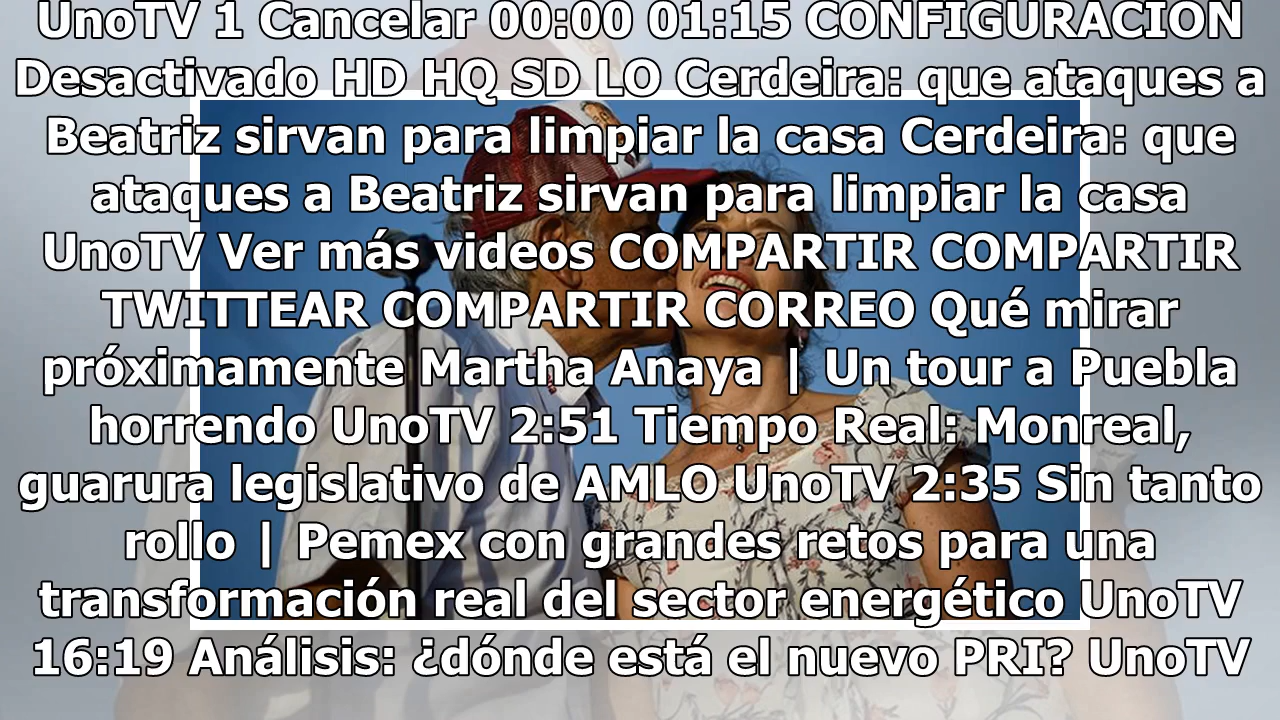 UnoTV 1 Cancelar 00:00 01:15 CONFIGURACIÓN
Desactivado HD HQ SD LO Cerdeira: que ataques a
Beatriz sirvan para limpiar la casa Cerdeira: que
ataques a Beatriz sirvan para limpiar la casa
UnoTV Ver más videos COMPARTIR COMPARTIR
TWITTEAR COMPARTIR CORREO Qué mirar
próximamente Martha Anaya | Un tour a Puebla
horrendo UnoTV 2:51 Tiempo Real: Monreal,
guarura legislativo de AMLO UnoTV 2:35 Sin tanto
rollo | Pemex con grandes retos para una
transformación real del sector energético UnoTV
16:19 Análisis: ¿dónde está el nuevo PRI? UnoTV